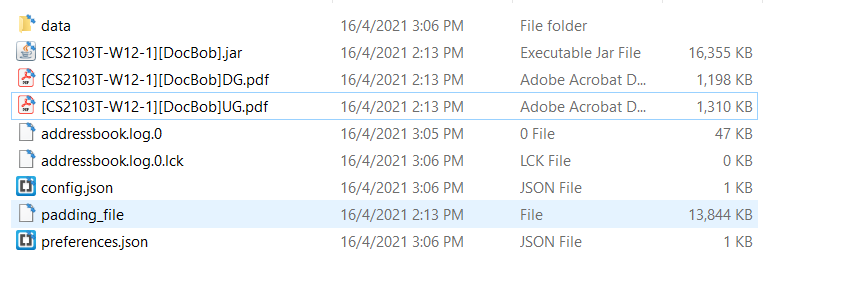 data 16/4/2021 3:06 PM File folder
[CS2103T-W12-1][DocBob].jar 16/4/2021 2:13 PM Executable Jar File 16,355 KB
[CS2103T-W12-1][DocBob]DG.pdf 16/4/2021 2:13 PM Adobe Acrobat D... 1,198 KB
[CS2103T-W12-1][DocBob]UG.pdf 16/4/2021 2:13 PM Adobe Acrobat D... 1,310 KB
addressbook.log.0 16/4/2021 3:05 PM 0 File 47 KB
addressbook.log.0.lck 16/4/2021 3:06 PM LCK File 0 KB
config.json 16/4/2021 3:06 PM JSON File 1 KB
padding_file 16/4/2021 2:13 PM File 13,844 KB
preferences.json 16/4/2021 3:06 PM JSON File 1 KB